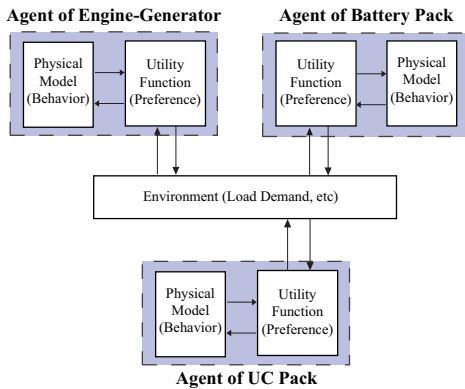 Agent of Engine-Generator
Physical
Model
(Behavior)
Utility
Function
(Preference)
Agent of Battery Pack
Utility
Function
(Preference)
Physical
Model
(Behavior)
Environment (Load Demand, etc)
Physical
Model
(Behavior)
Utility
Function
(Preference)
Agent of UC Pack